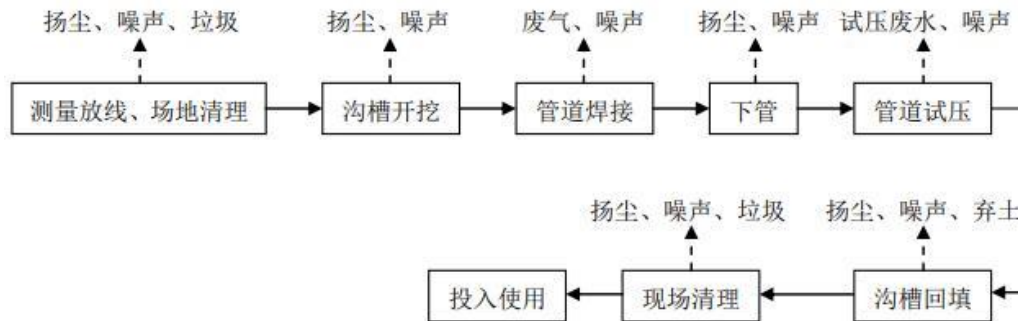 扬尘、噪声、垃圾
扬尘、噪声
废气、噪声
扬尘、噪声
试压废水、噪声
测量放线、场地清理
沟槽开挖
管道焊接
下管
管道试压
扬尘、噪声、垃圾
扬尘、噪声、弃土
投入使用
现场清理
沟槽回填